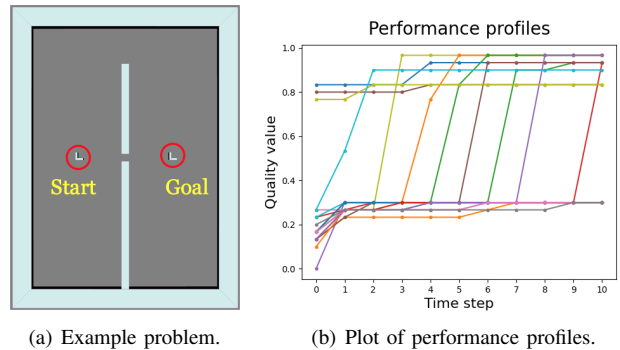 Start
Goal
(a) Example problem.
Performance profiles
Quality value
1.0
0.8
0.6
0.4
0.2
0.0
0 1 2 3 4 5 6 7 8 9 10
Time step
(b) Plot of performance profiles.